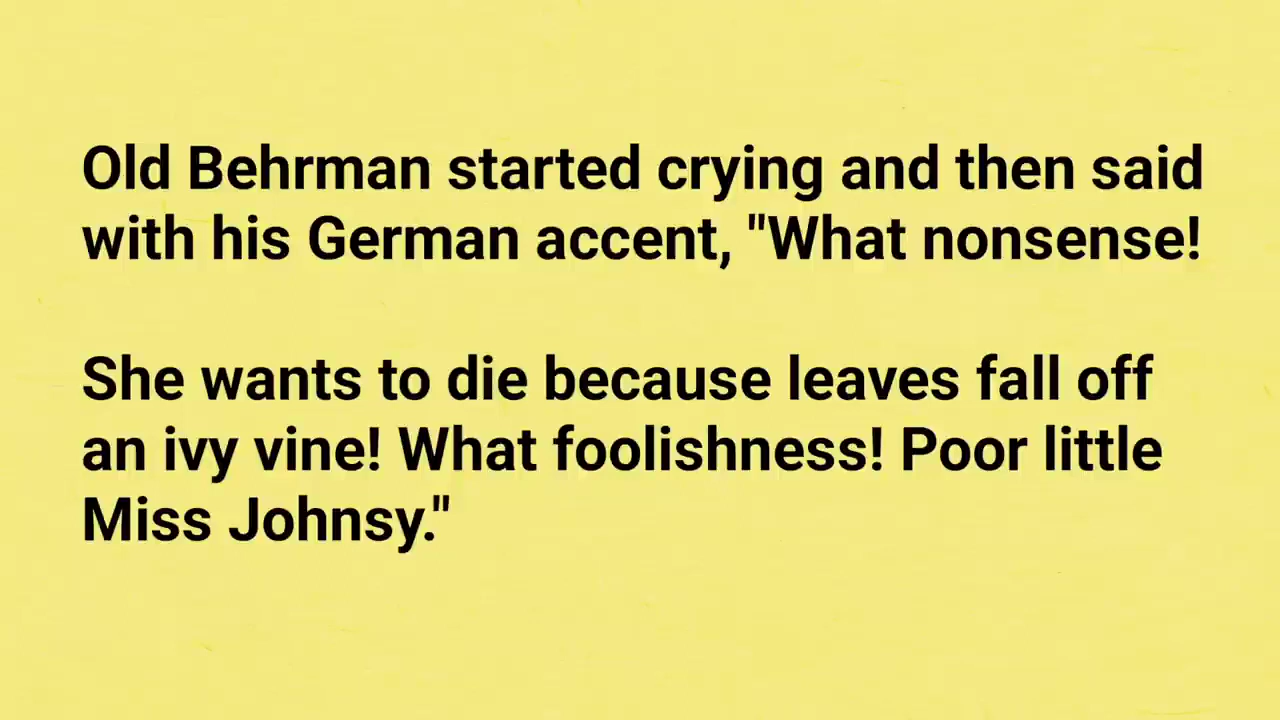 Old Behrman started crying and then said
with his German accent, "What nonsense!
She wants to die because leaves fall off
an ivy vine! What foolishness! Poor little
Miss Johnsy."